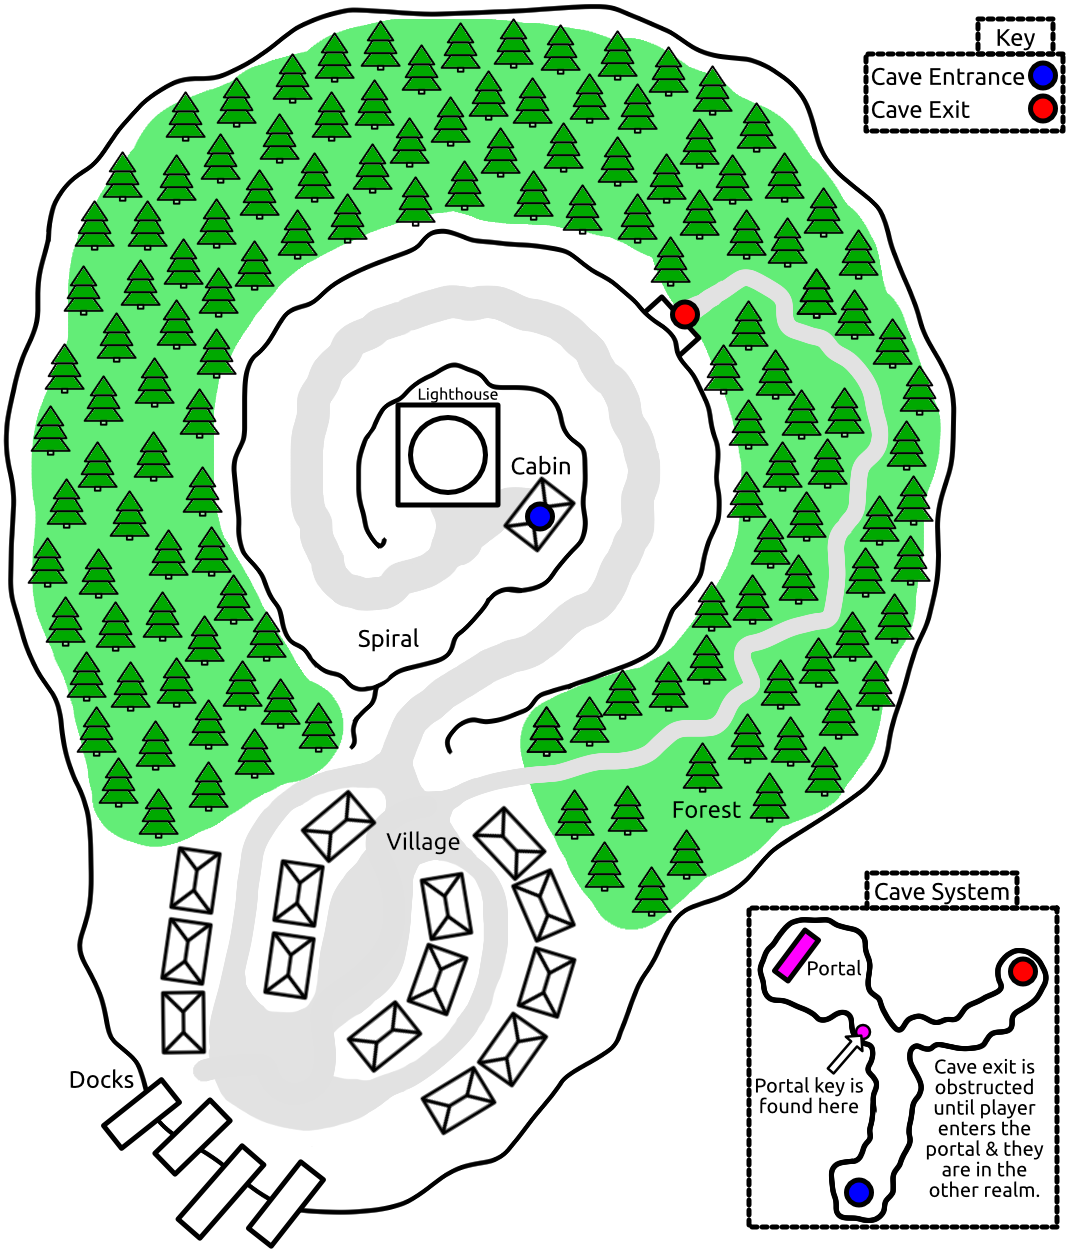 Key
Cave Entrance
Cave Exit
Lighthouse
Cabin
Spiral
Forest
Village
Docks
Cave System
Portal
Portal key is
found here
Cave exit is
obstructed
until player
enters the
portal & they
are in the
other realm.